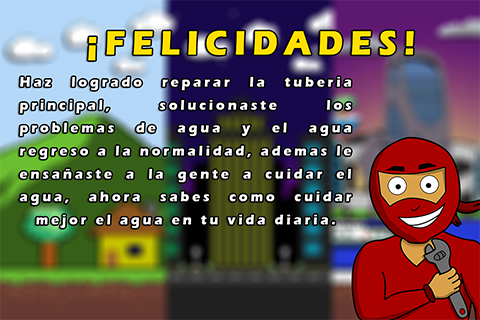 ¡FELICIDADES!
Haz logrado reparar la tuberia
principal, solucionaste los
problemas de agua y el agua
regreso a la normalidad, ademas le
ensañaste a la gente a cuidar el
agua, ahora sabes como cuidar
mejor el agua en tu vida diaria.